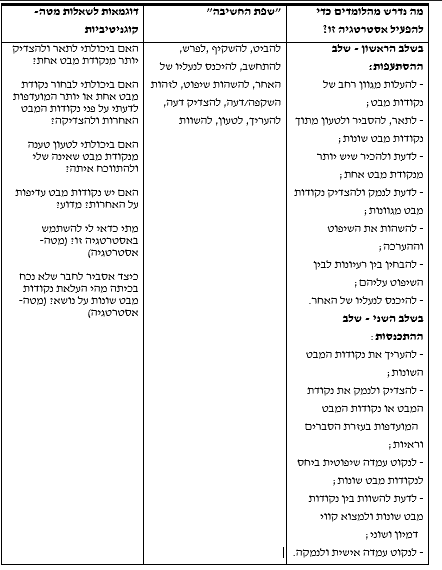 מה נדרש מהלומדים כדי
להפעיל אסטרטגיה זו?
בשלב הראשון - שלב
ההסתעפות:
- להעלות מגוון רחב של
נקודות מבט;
- לתאר, להסביר ולטעון מתוך
נקודות מבט שונות;
- לדעת ולהכיר שיש יותר
מנקודת מבט אחת;
- לדעת לנמק ולהצדיק נקודות
מבט מגוונות;
- להשהות את השיפוט
וההערכה;
- להבחין בין רעיונות לבין
השיפוט עליהם;
- להיכנס לנעליו של האחר.
בשלב השני - שלב
ההתכנסות:
- להעריך את נקודות המבט
השונות;
- להצדיק ולנמק את נקודת
המבט או נקודות המבט
המועדפות בעזרת הסברים
וראיות;
- לנקוט עמדה שיפוטית ביחס
לנקודות מבט שונות;
- לדעת להשוות בין נקודות
מבט שונות ולמצוא קווי
דמיון ושוני;
- לנקוט עמדה אישית ולנמקה.
"שפת החשיבה"
להביט, להשקיף ,לפרש,
להתחשב, להיכנס לנעליו של
האחר, להשהות שיפוט, לזהות
השקפה/דעה, להצדיק דעה,
להעריך, לטעון, להשוות
דוגמאות לשאלות מטה-
קוגניטיביות
האם ביכולתי לתאר ולהצדיק
יותר מנקודת מבט אחת?
האם ביכולתי לבחור נקודת
מבט אחת או יותר המועדפות
לדעתי על פני נקודות המבט
האחרות ולהצדיקה?
האם ביכולתי לטעון טענה
מנקודת מבט שאינה שלי
ולהתווכח איתה?
האם יש נקודות מבט עדיפות
על האחרות? מדוע?
מתי כדאי לי להשתמש
באסטרטגיה זו? (מטה-
אסטרטגיה)
כיצד אסביר לחבר שלא נכח
בכיתה מהי העלאת נקודות
מבט שונות על נושא? (מטה-
אסטרטגיה)